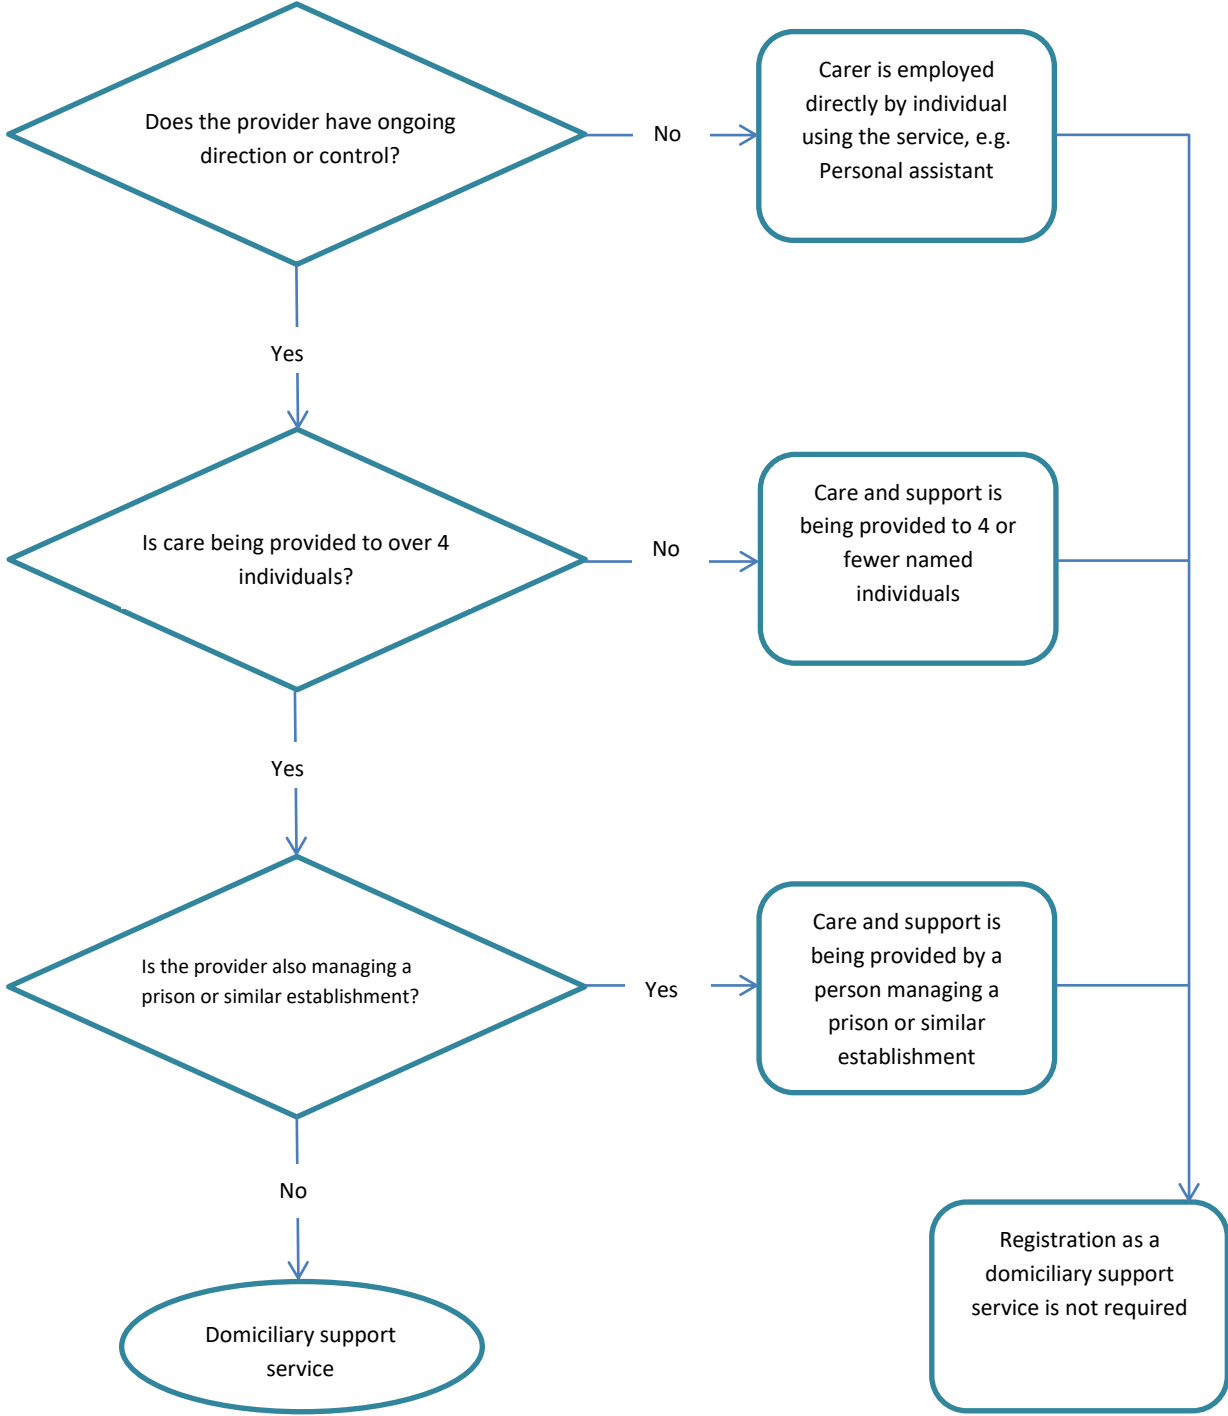 Does the provider have ongoing
direction or control?
No
Carer is employed
directly by individual
using the service, e.g.
Personal assistant
Yes
Is care being provided to over 4
individuals?
No
Care and support is
being provided to 4 or
fewer named
individuals
Yes
Is the provider also managing a
prison or similar establishment?
Yes
Care and support is
being provided by a
person managing a
prison or similar
establishment
No
Domiciliary support
service
Registration as a
domiciliary support
service is not required